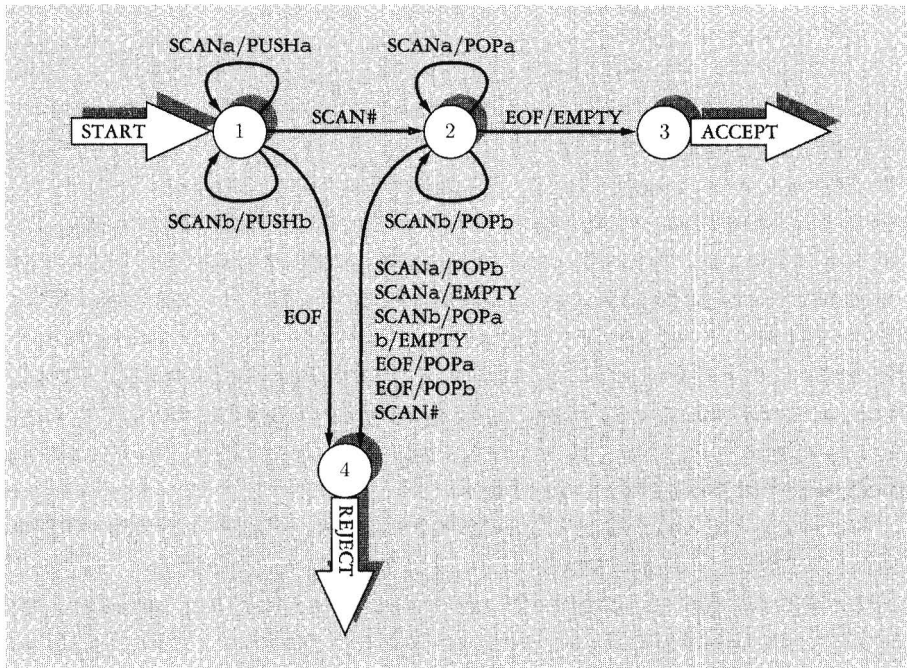 SCANa/PUSHa
SCANa/POPa
START
1
SCAN#
2
EOF/EMPTY
3
ACCEPT
SCANb/PUSHb
SCANb/POPb
EOF
SCANa/POPb
SCANa/EMPTY
SCANb/POPa
b/EMPTY
EOF/POPa
EOF/POPb
SCAN#
4
REJECT